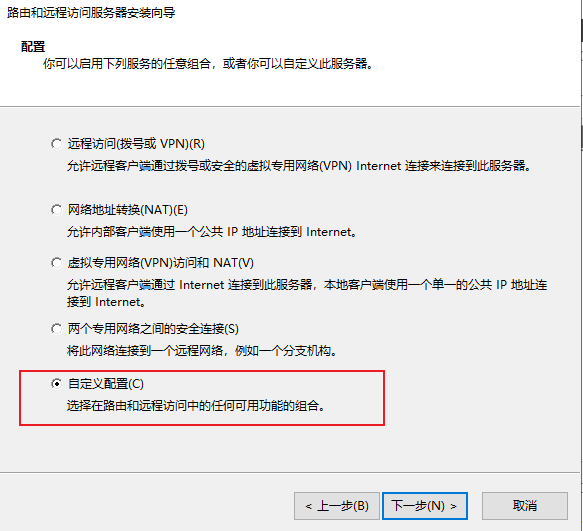 路由和远程访问服务器安装向导
配置
你可以启用下列服务的任意组合，或者你可以自定义此服务器。
远程访问(拨号或 VPN)(R)
允许远程客户端通过拨号或安全的虚拟专用网络(VPN) Internet 连接来连接到此服务器。
网络地址转换(NAT)(E)
允许内部客户端使用一个公共 IP 地址连接到 Internet。
虚拟专用网络(VPN)访问和 NAT(V)
允许远程客户端通过 Internet 连接到此服务器，本地客户端使用一个单一的公共 IP 地址连
接到 Internet。
两个专用网络之间的安全连接(S)
将此网络连接到一个远程网络，例如一个分支机构。
自定义配置(C)
选择在路由和远程访问中的任何可用功能的组合。
< 上一步(B) 下一步(N) > 取消